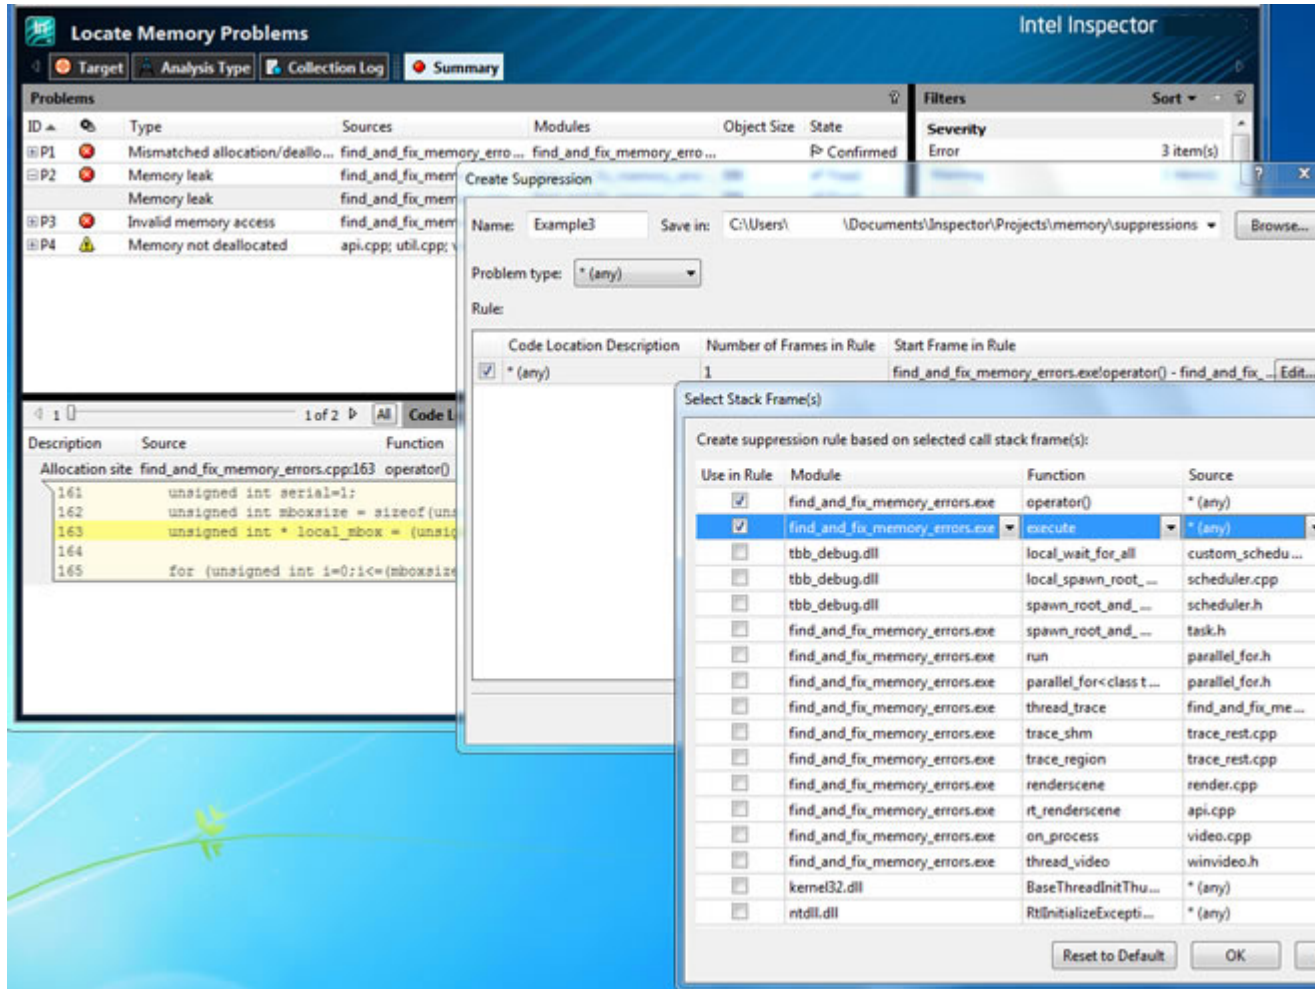 Locate Memory Problems
Intel Inspector
Target Analysis Type Collection Log Summary
Problems
Filters Sort
ID Type Sources Modules Object Size State
Severity
P1 Mismatched allocation/deallo... find_and_fix_memory_erro... find_and_fix_memory_erro... Confirmed
Error 3 item(s)
P2 Memory leak find_and_fix_mem
Memory leak find_and_fix_mem
P3 Invalid memory access find_and_fix_mem
P4 Memory not deallocated api.cpp; util.cpp;
Create Suppression
Name: Example3 Save in: C:\Users\ \Documents\Inspector\Projects\memory\suppressions Browse...
Problem type: * (any)
Rule:
Code Location Description Number of Frames in Rule Start Frame in Rule
* (any) 1 find_and_fix_memory_errors.exe!operator() - find_and_fix_ ... Edit...
1 1 of 2 All Code L
Description Source Function
Allocation site find_and_fix_memory_errors.cpp:163 operator()
161 unsigned int serial=1;
162 unsigned int mboxsize = sizeof(uns
163 unsigned int * local_mbox = (unsig
164
165 for (unsigned int i=0;i<=(mboxsize
Select Stack Frame(s)
Create suppression rule based on selected call stack frame(s):
Use in Rule Module Function Source
find_and_fix_memory_errors.exe operator() * (any)
find_and_fix_memory_errors.exe execute * (any)
tbb_debug.dll local_wait_for_all custom_schedu...
tbb_debug.dll local_spawn_root_ ... scheduler.cpp
tbb_debug.dll spawn_root_and_ ... scheduler.h
find_and_fix_memory_errors.exe spawn_root_and_ ... task.h
find_and_fix_memory_errors.exe run parallel_for.h
find_and_fix_memory_errors.exe parallel_for<class t ... parallel_for.h
find_and_fix_memory_errors.exe thread_trace find_and_fix_me...
find_and_fix_memory_errors.exe trace_shm trace_rest.cpp
find_and_fix_memory_errors.exe trace_region trace_rest.cpp
find_and_fix_memory_errors.exe renderscene render.cpp
find_and_fix_memory_errors.exe rt_renderscene api.cpp
find_and_fix_memory_errors.exe on_process video.cpp
find_and_fix_memory_errors.exe thread_video winvideo.h
kernel32.dll BaseThreadInitThu... * (any)
ntdll.dll RtlInitializeExcepti... * (any)
Reset to Default OK